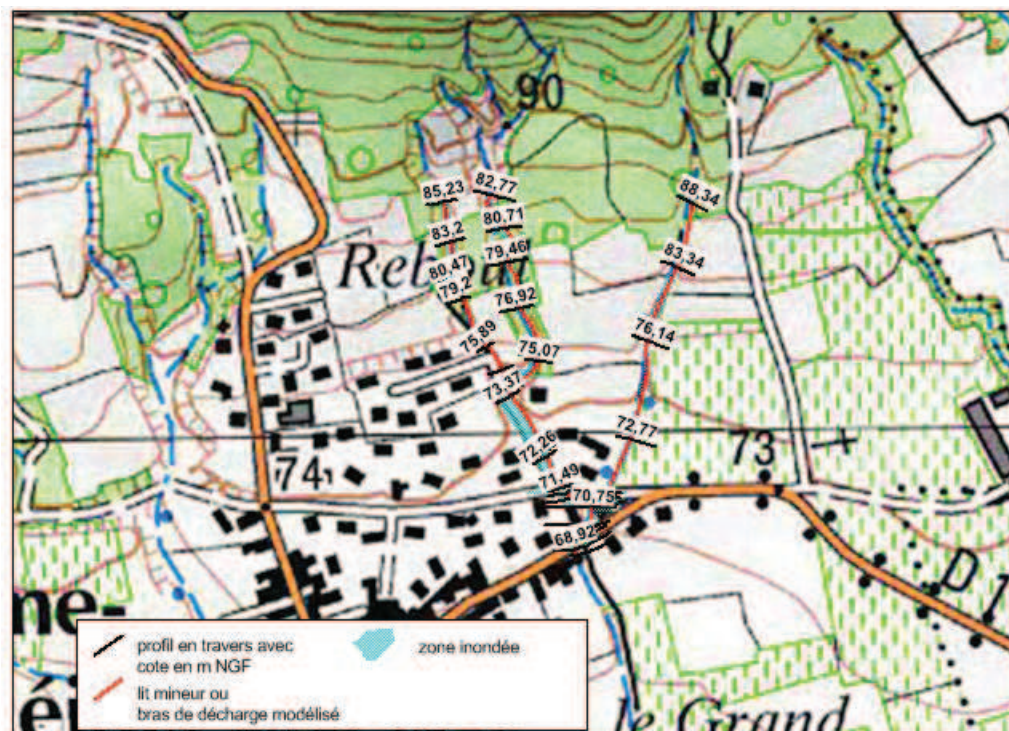 90
85,23
82,77
88,34
83,2
80,71
79,46
80,47
79,2
83,34
76,92
75,89
76,14
75,07
73,37
72,77
72,26
73
74
71,49
70,75
68,92
D 1
ne-
profil en travers avec
cote en m NGF
zone inondée
lit mineur ou
bras de décharge modélisé
le Grand